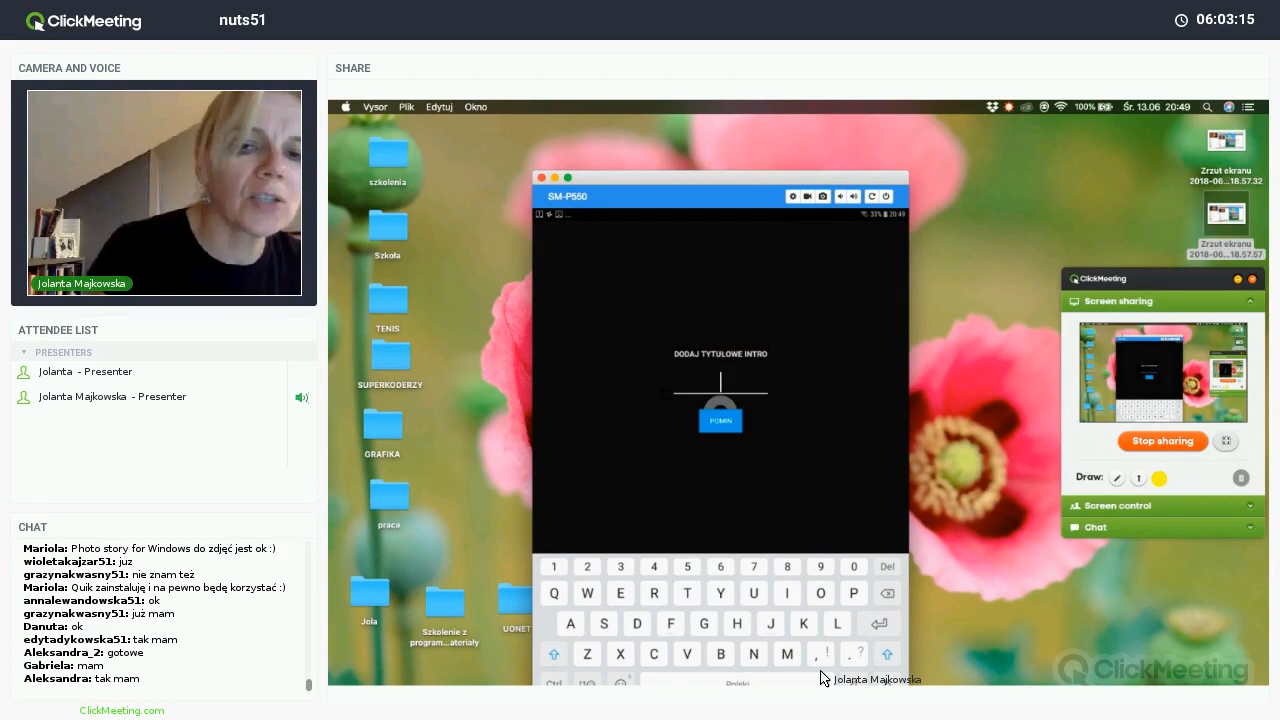 ClickMeeting
nuts51
06:03:15
CAMERA AND VOICE
Jolanta Majkowska
ATTENDEE LIST
PRESENTERS
Jolanta - Presenter
Jolanta Majkowska - Presenter
CHAT
Mariola: Photo story for Windows do zdjęć jest ok :)
wioletakajzar51: juz
grazynakwasny51: nie znam też
Mariola: Quik zainstaluję i na pewno będę korzystać :)
annalewandowska51: ok
grazynakwasny51: już mam
Danuta: ok
edytadykowska51: tak mam
Aleksandra_2: gotowe
Gabriela: mam
Aleksandra: tak mam
ClickMeeting.com
SHARE
Vysor Plik Edytuj Okno
100% Śr. 13.06 20:49
szkolenia
Szkoła
TENIS
SUPERKODERZY
GRAFIKA
praca
Jola
Szkolenie z
program...ateriały
UONET
SM-P550
33% 20:49
DODAJ TYTUŁOWE INTRO
POMIŃ
1 2 3 4 5 6 7 8 9 0 Del
Q W E R T Y U I O P
A S D F G H J K L
Z X C V B N M , ! . ?
Ctrl !1☺ Polski
Jolanta Majkowska
Zrzut ekranu
2018-06...18.57.32
Zrzut ekranu
2018-06...18.57.57
ClickMeeting
Screen sharing
Stop sharing
Draw:
Screen control
Chat
ClickMeeting